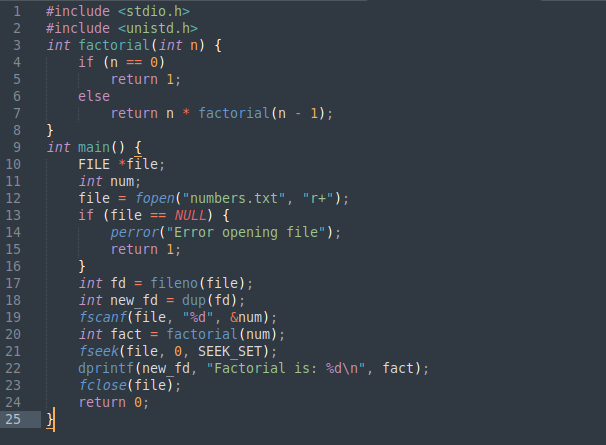 1 #include <stdio.h>
2 #include <unistd.h>
3 int factorial(int n) {
4     if (n == 0)
5         return 1;
6     else
7         return n * factorial(n - 1);
8 }
9 int main() {
10     FILE *file;
11     int num;
12     file = fopen("numbers.txt", "r+");
13     if (file == NULL) {
14         perror("Error opening file");
15         return 1;
16     }
17     int fd = fileno(file);
18     int new_fd = dup(fd);
19     fscanf(file, "%d", &num);
20     int fact = factorial(num);
21     fseek(file, 0, SEEK_SET);
22     dprintf(new_fd, "Factorial is: %d\n", fact);
23     fclose(file);
24     return 0;
25 }